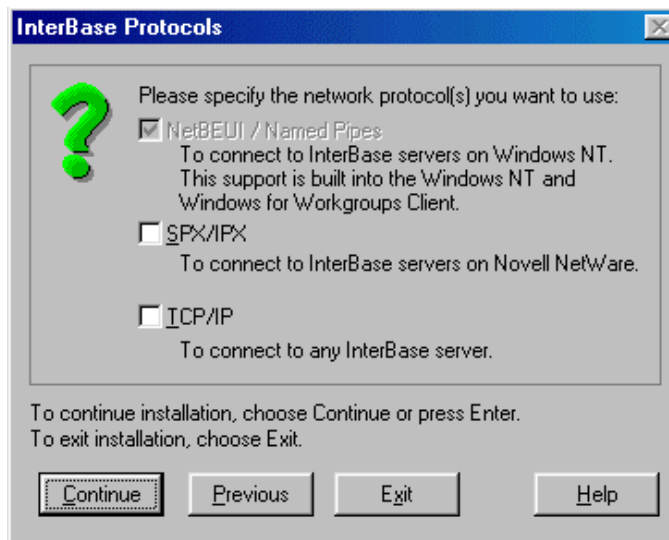 InterBase Protocols
Please specify the network protocol(s) you want to use:
NetBEUI / Named Pipes
To connect to InterBase servers on Windows NT.
This support is built into the Windows NT and
Windows for Workgroups Client.
SPX/IPX
To connect to InterBase servers on Novell NetWare.
TCP/IP
To connect to any InterBase server.
To continue installation, choose Continue or press Enter.
To exit installation, choose Exit.
Continue Previous Exit Help